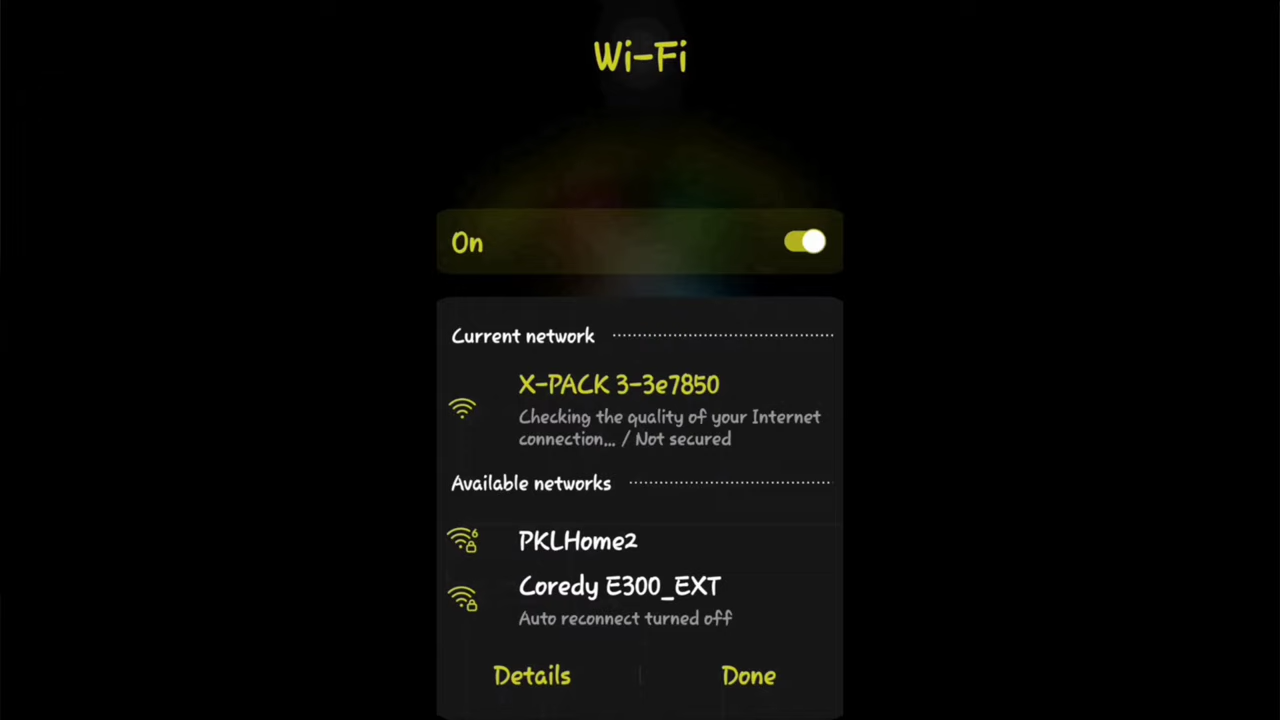 Wi-Fi
On
Current network
X-PACK 3-3e7850
Checking the quality of your Internet
connection... / Not secured
Available networks
6
PKLHome2
Coredy E300_EXT
Auto reconnect turned off
Details
Done